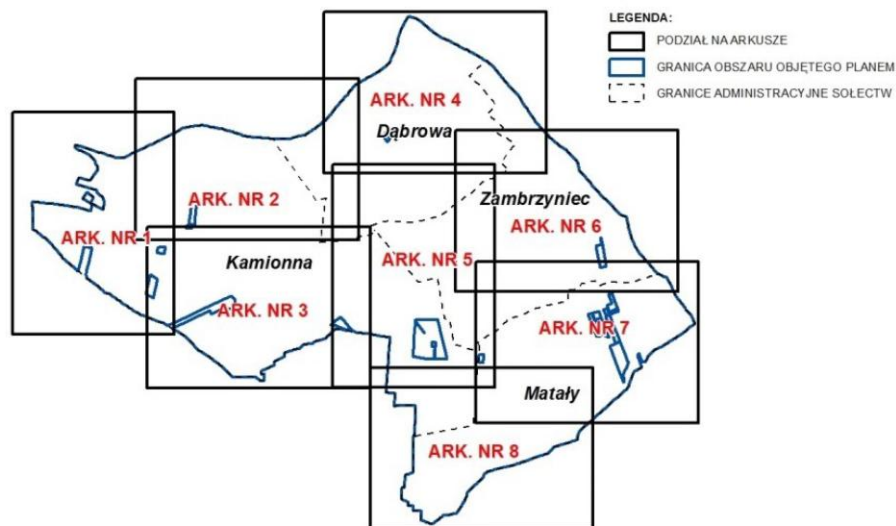 LEGENDA:
PODZIAŁ NA ARKUSZE
GRANICA OBSZARU OBJĘTEGO PLANEM
GRANICE ADMINISTRACYJNE SOŁECTW
ARK. NR 4
Dąbrowa
ARK. NR 2
Zambrzyniec
ARK. NR 6
ARK. NR 1
Kamionna
ARK. NR 5
ARK. NR 3
ARK. NR 7
Matały
ARK. NR 8